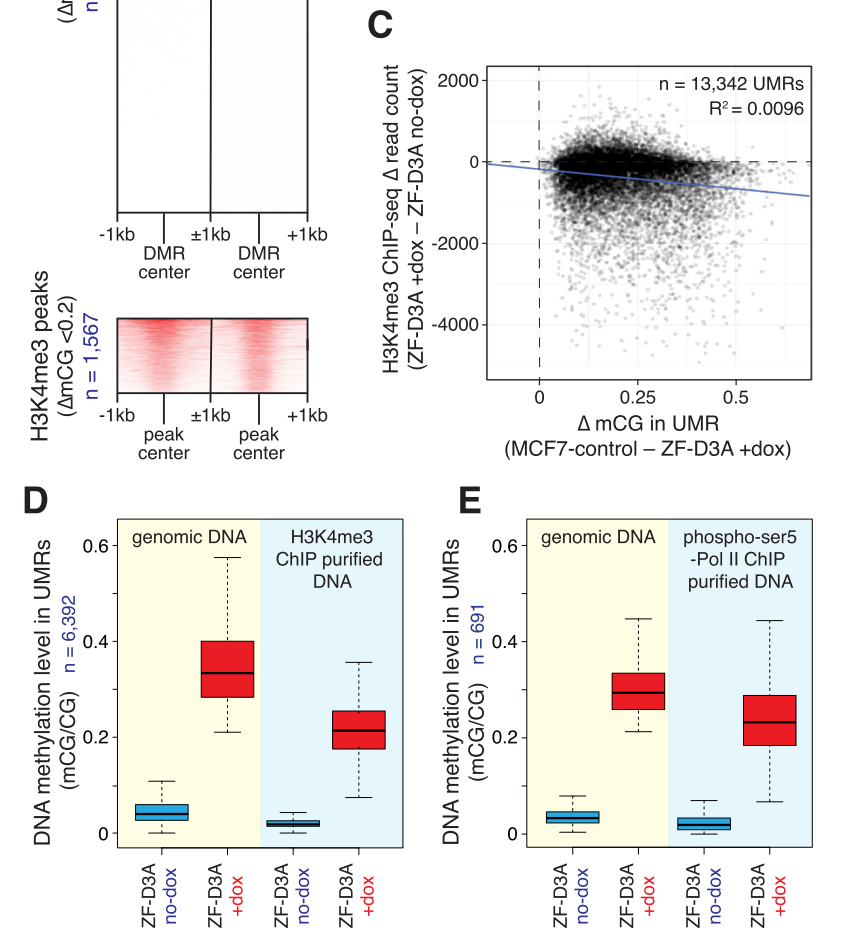 (Δ
n
-1kb ±1kb +1kb
DMR center DMR center
H3K4me3 peaks
(ΔmCG <0.2)
n = 1,567
-1kb ±1kb +1kb
peak center peak center
C
H3K4me3 ChIP-seq Δ read count
(ZF-D3A +dox – ZF-D3A no-dox)
2000
0
-2000
-4000
n = 13,342 UMRs
R² = 0.0096
0 0.25 0.5
Δ mCG in UMR
(MCF7-control – ZF-D3A +dox)
D
DNA methylation level in UMRs
(mCG/CG)
n = 6,392
0.6
0.4
0.2
0
genomic DNA
H3K4me3
ChIP purified
DNA
ZF-D3A
no-dox
ZF-D3A
+dox
ZF-D3A
no-dox
ZF-D3A
+dox
E
DNA methylation level in UMRs
(mCG/CG)
n = 691
0.6
0.4
0.2
0
genomic DNA
phospho-ser5
-Pol II ChIP
purified DNA
ZF-D3A
no-dox
ZF-D3A
+dox
ZF-D3A
no-dox
ZF-D3A
+dox